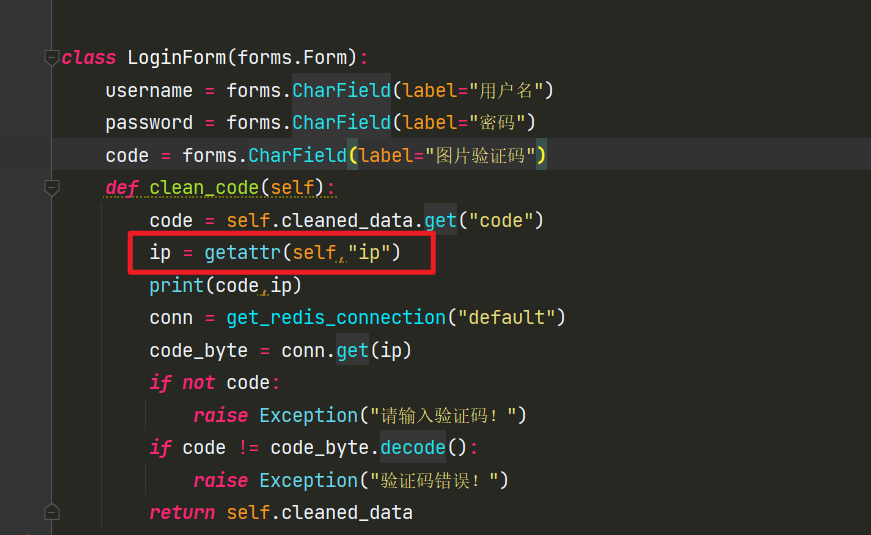 class LoginForm(forms.Form):
    username = forms.CharField(label="用户名")
    password = forms.CharField(label="密码")
    code = forms.CharField(label="图片验证码")
    def clean_code(self):
        code = self.cleaned_data.get("code")
        ip = getattr(self,"ip")
        print(code,ip)
        conn = get_redis_connection("default")
        code_byte = conn.get(ip)
        if not code:
            raise Exception("请输入验证码！")
        if code != code_byte.decode():
            raise Exception("验证码错误！")
        return self.cleaned_data